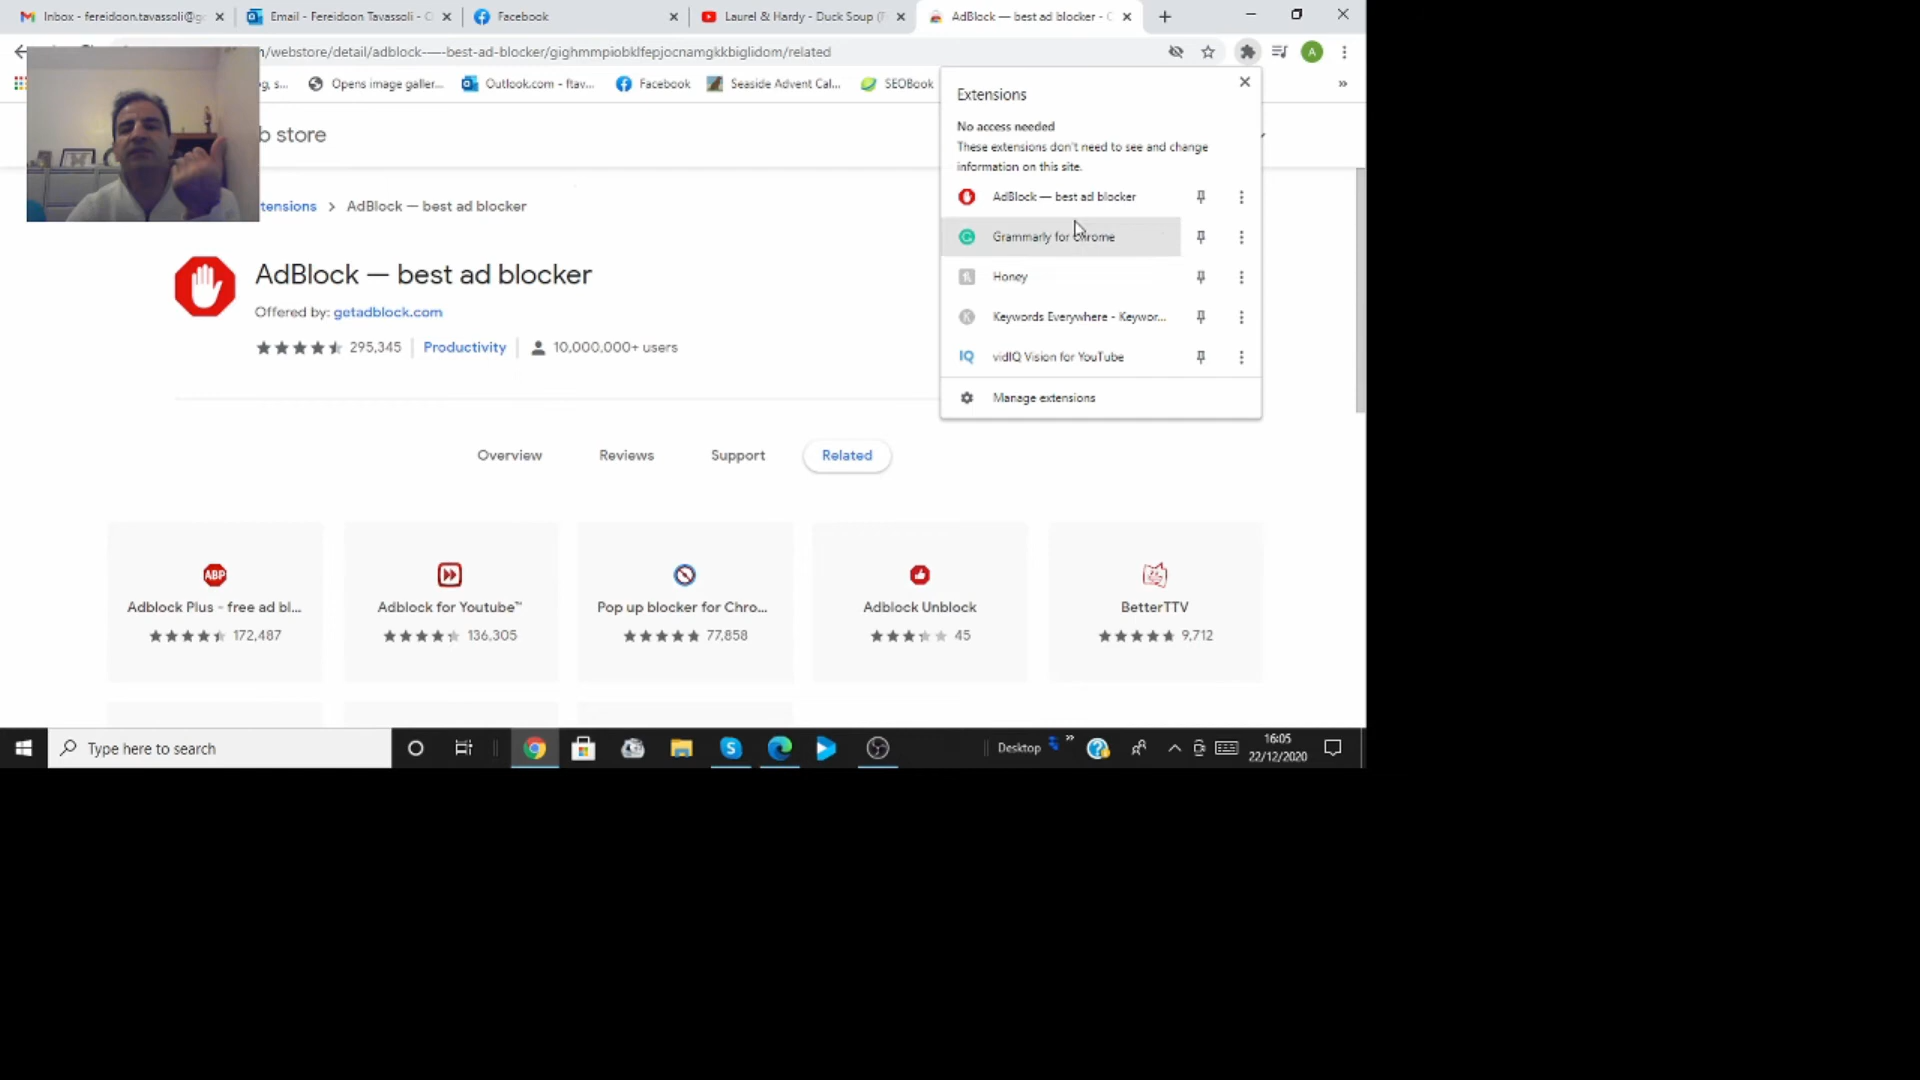 Inbox - fereidoon.tavassoli@g
Email - Fereidoon Tavassoli - C
Facebook
Laurel & Hardy - Duck Soup (
AdBlock — best ad blocker - C
/webstore/detail/adblock-—-best-ad-blocker/gighmmpiobklfepjocnamgkkbiglidom/related
A
s...
Opens image galler...
Outlook.com - ftav...
Facebook
Seaside Advent Cal...
SEOBook
»
b store
Extensions
No access needed
These extensions don't need to see and change
information on this site.
AdBlock — best ad blocker
Grammarly for Chrome
Honey
Keywords Everywhere - Keywor...
IQ vidIQ Vision for YouTube
Manage extensions
tensions > AdBlock — best ad blocker
AdBlock — best ad blocker
Offered by: getadblock.com
295,345 Productivity 10,000,000+ users
Overview Reviews Support Related
ABP
Adblock Plus - free ad bl...
172,487
Adblock for Youtube™
136,305
Pop up blocker for Chro...
77,858
Adblock Unblock
45
BetterTTV
9,712
Type here to search
Desktop
»
16:05
22/12/2020